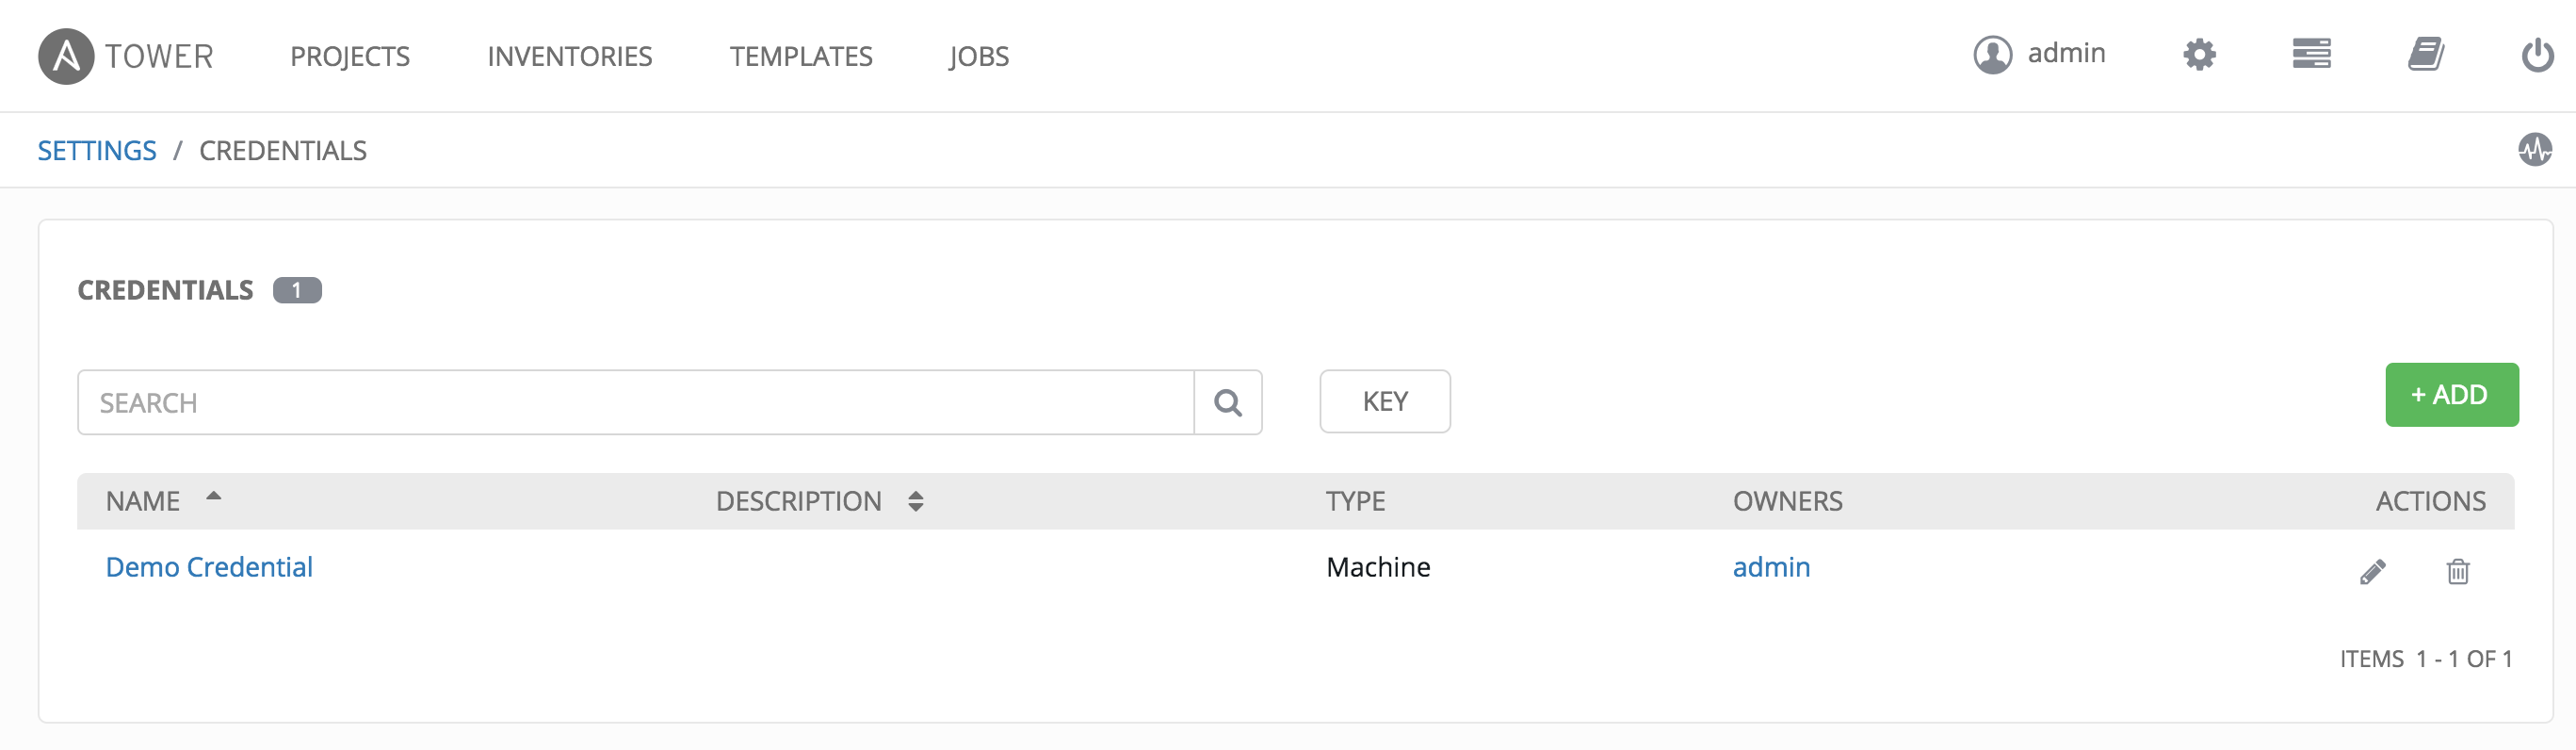 TOWER PROJECTS INVENTORIES TEMPLATES JOBS admin
SETTINGS / CREDENTIALS
CREDENTIALS 1
SEARCH KEY + ADD
NAME DESCRIPTION TYPE OWNERS ACTIONS
Demo Credential Machine admin
ITEMS 1 - 1 OF 1